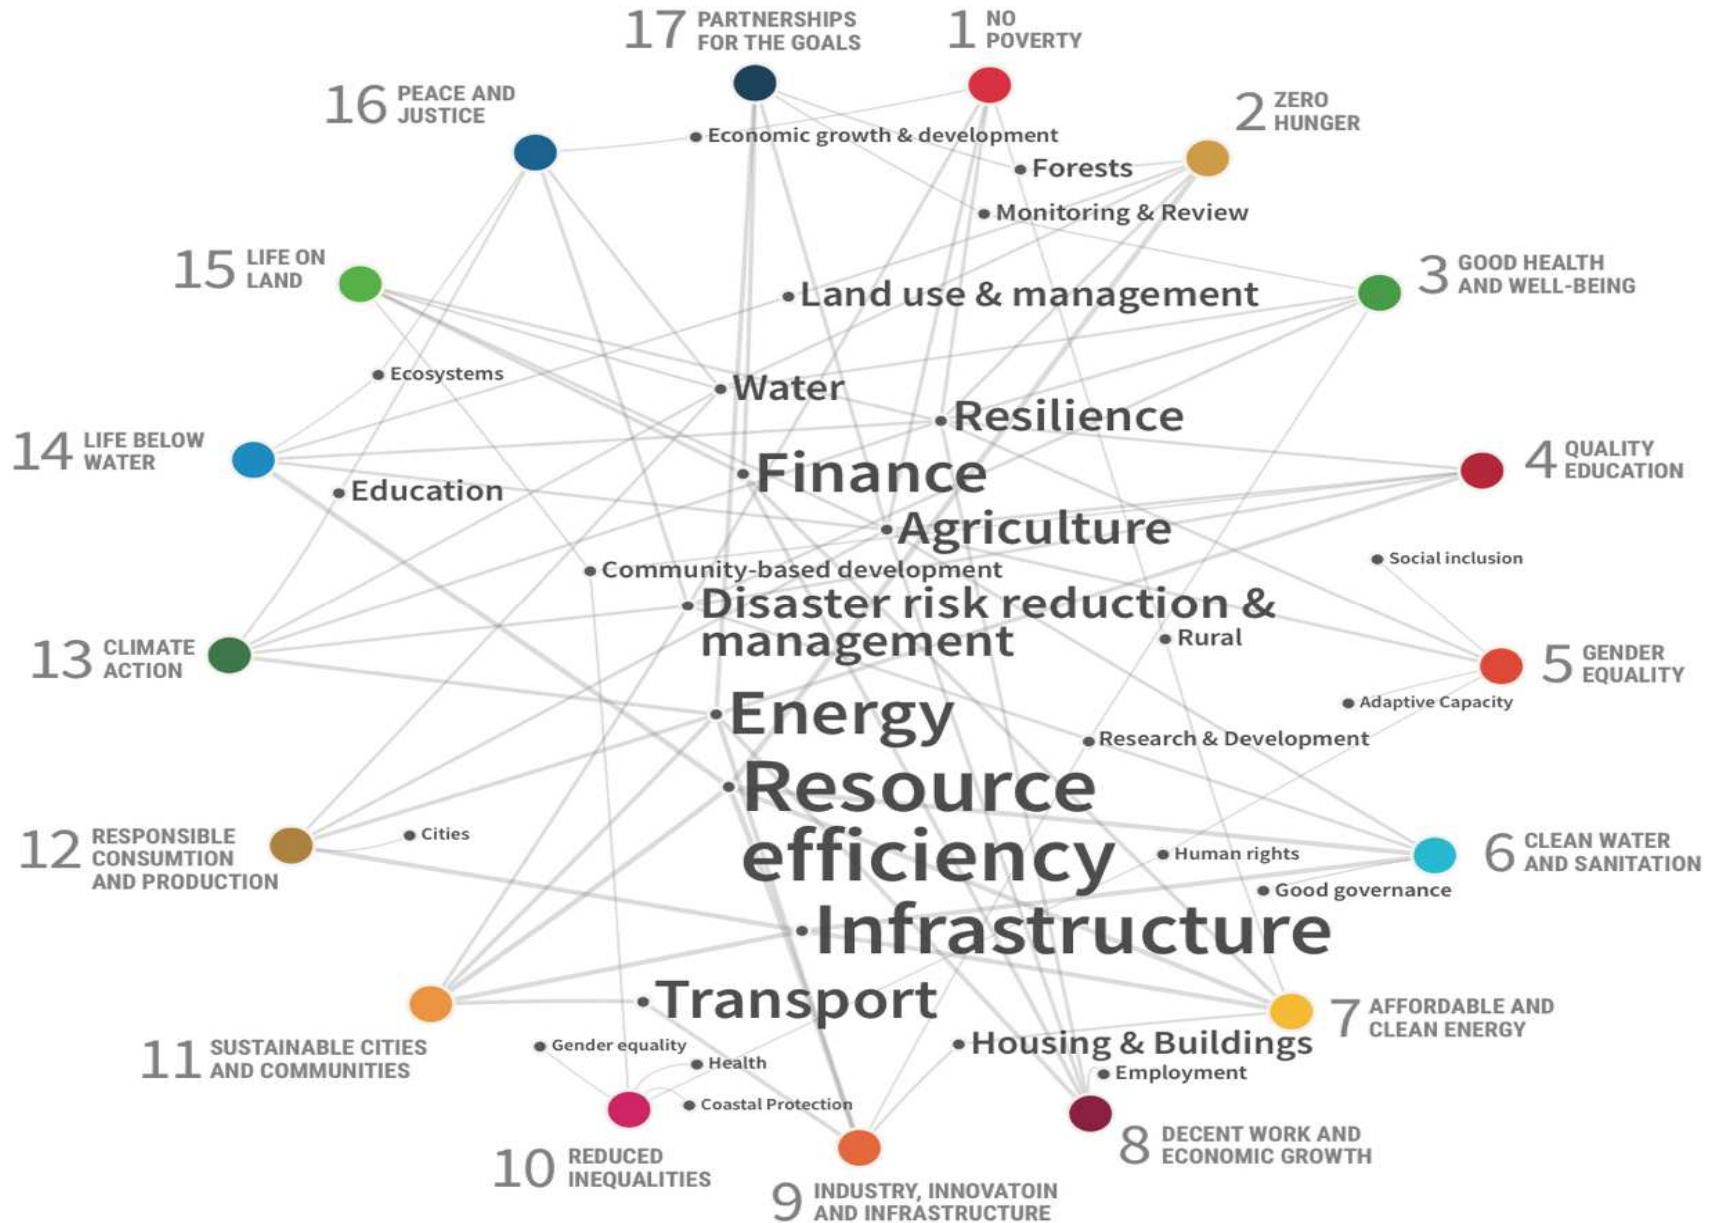 17 PARTNERSHIPS
FOR THE GOALS
1 NO
POVERTY
16 PEACE AND
JUSTICE
2 ZERO
HUNGER
Economic growth & development
Forests
Monitoring & Review
15 LIFE ON
LAND
3 GOOD HEALTH
AND WELL-BEING
Land use & management
Ecosystems
Water
Resilience
14 LIFE BELOW
WATER
4 QUALITY
EDUCATION
Finance
Education
Agriculture
Social inclusion
Community-based development
Disaster risk reduction &
management
Rural
13 CLIMATE
ACTION
5 GENDER
EQUALITY
Adaptive Capacity
Energy
Research & Development
Resource
efficiency
12 RESPONSIBLE
CONSUMTION
AND PRODUCTION
Cities
Human rights
6 CLEAN WATER
AND SANITATION
Good governance
Infrastructure
Transport
7 AFFORDABLE AND
CLEAN ENERGY
11 SUSTAINABLE CITIES
AND COMMUNITIES
Gender equality
Housing & Buildings
Health
Employment
Coastal Protection
10 REDUCED
INEQUALITIES
8 DECENT WORK AND
ECONOMIC GROWTH
9 INDUSTRY, INNOVATOIN
AND INFRASTRUCTURE